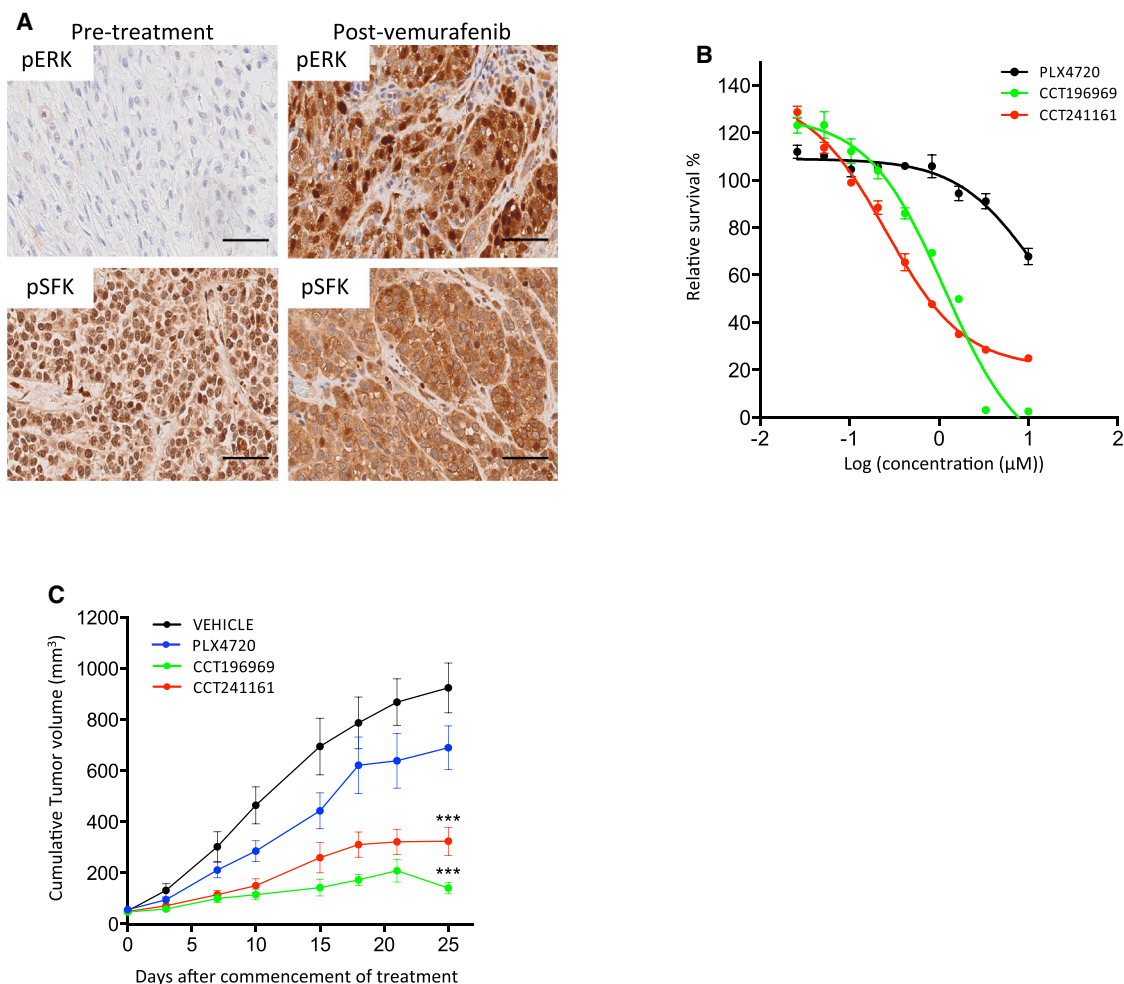 A
Pre-treatment
Post-vemurafenib
pERK
pERK
pSFK
pSFK
B
140
120
100
80
60
40
20
0
-2
-1
0
1
2
Relative survival %
Log (concentration (µM))
PLX4720
CCT196969
CCT241161
C
1200
1000
800
600
400
200
0
0
5
10
15
20
25
Cumulative Tumor volume (mm³)
Days after commencement of treatment
VEHICLE
PLX4720
CCT196969
CCT241161
***
***